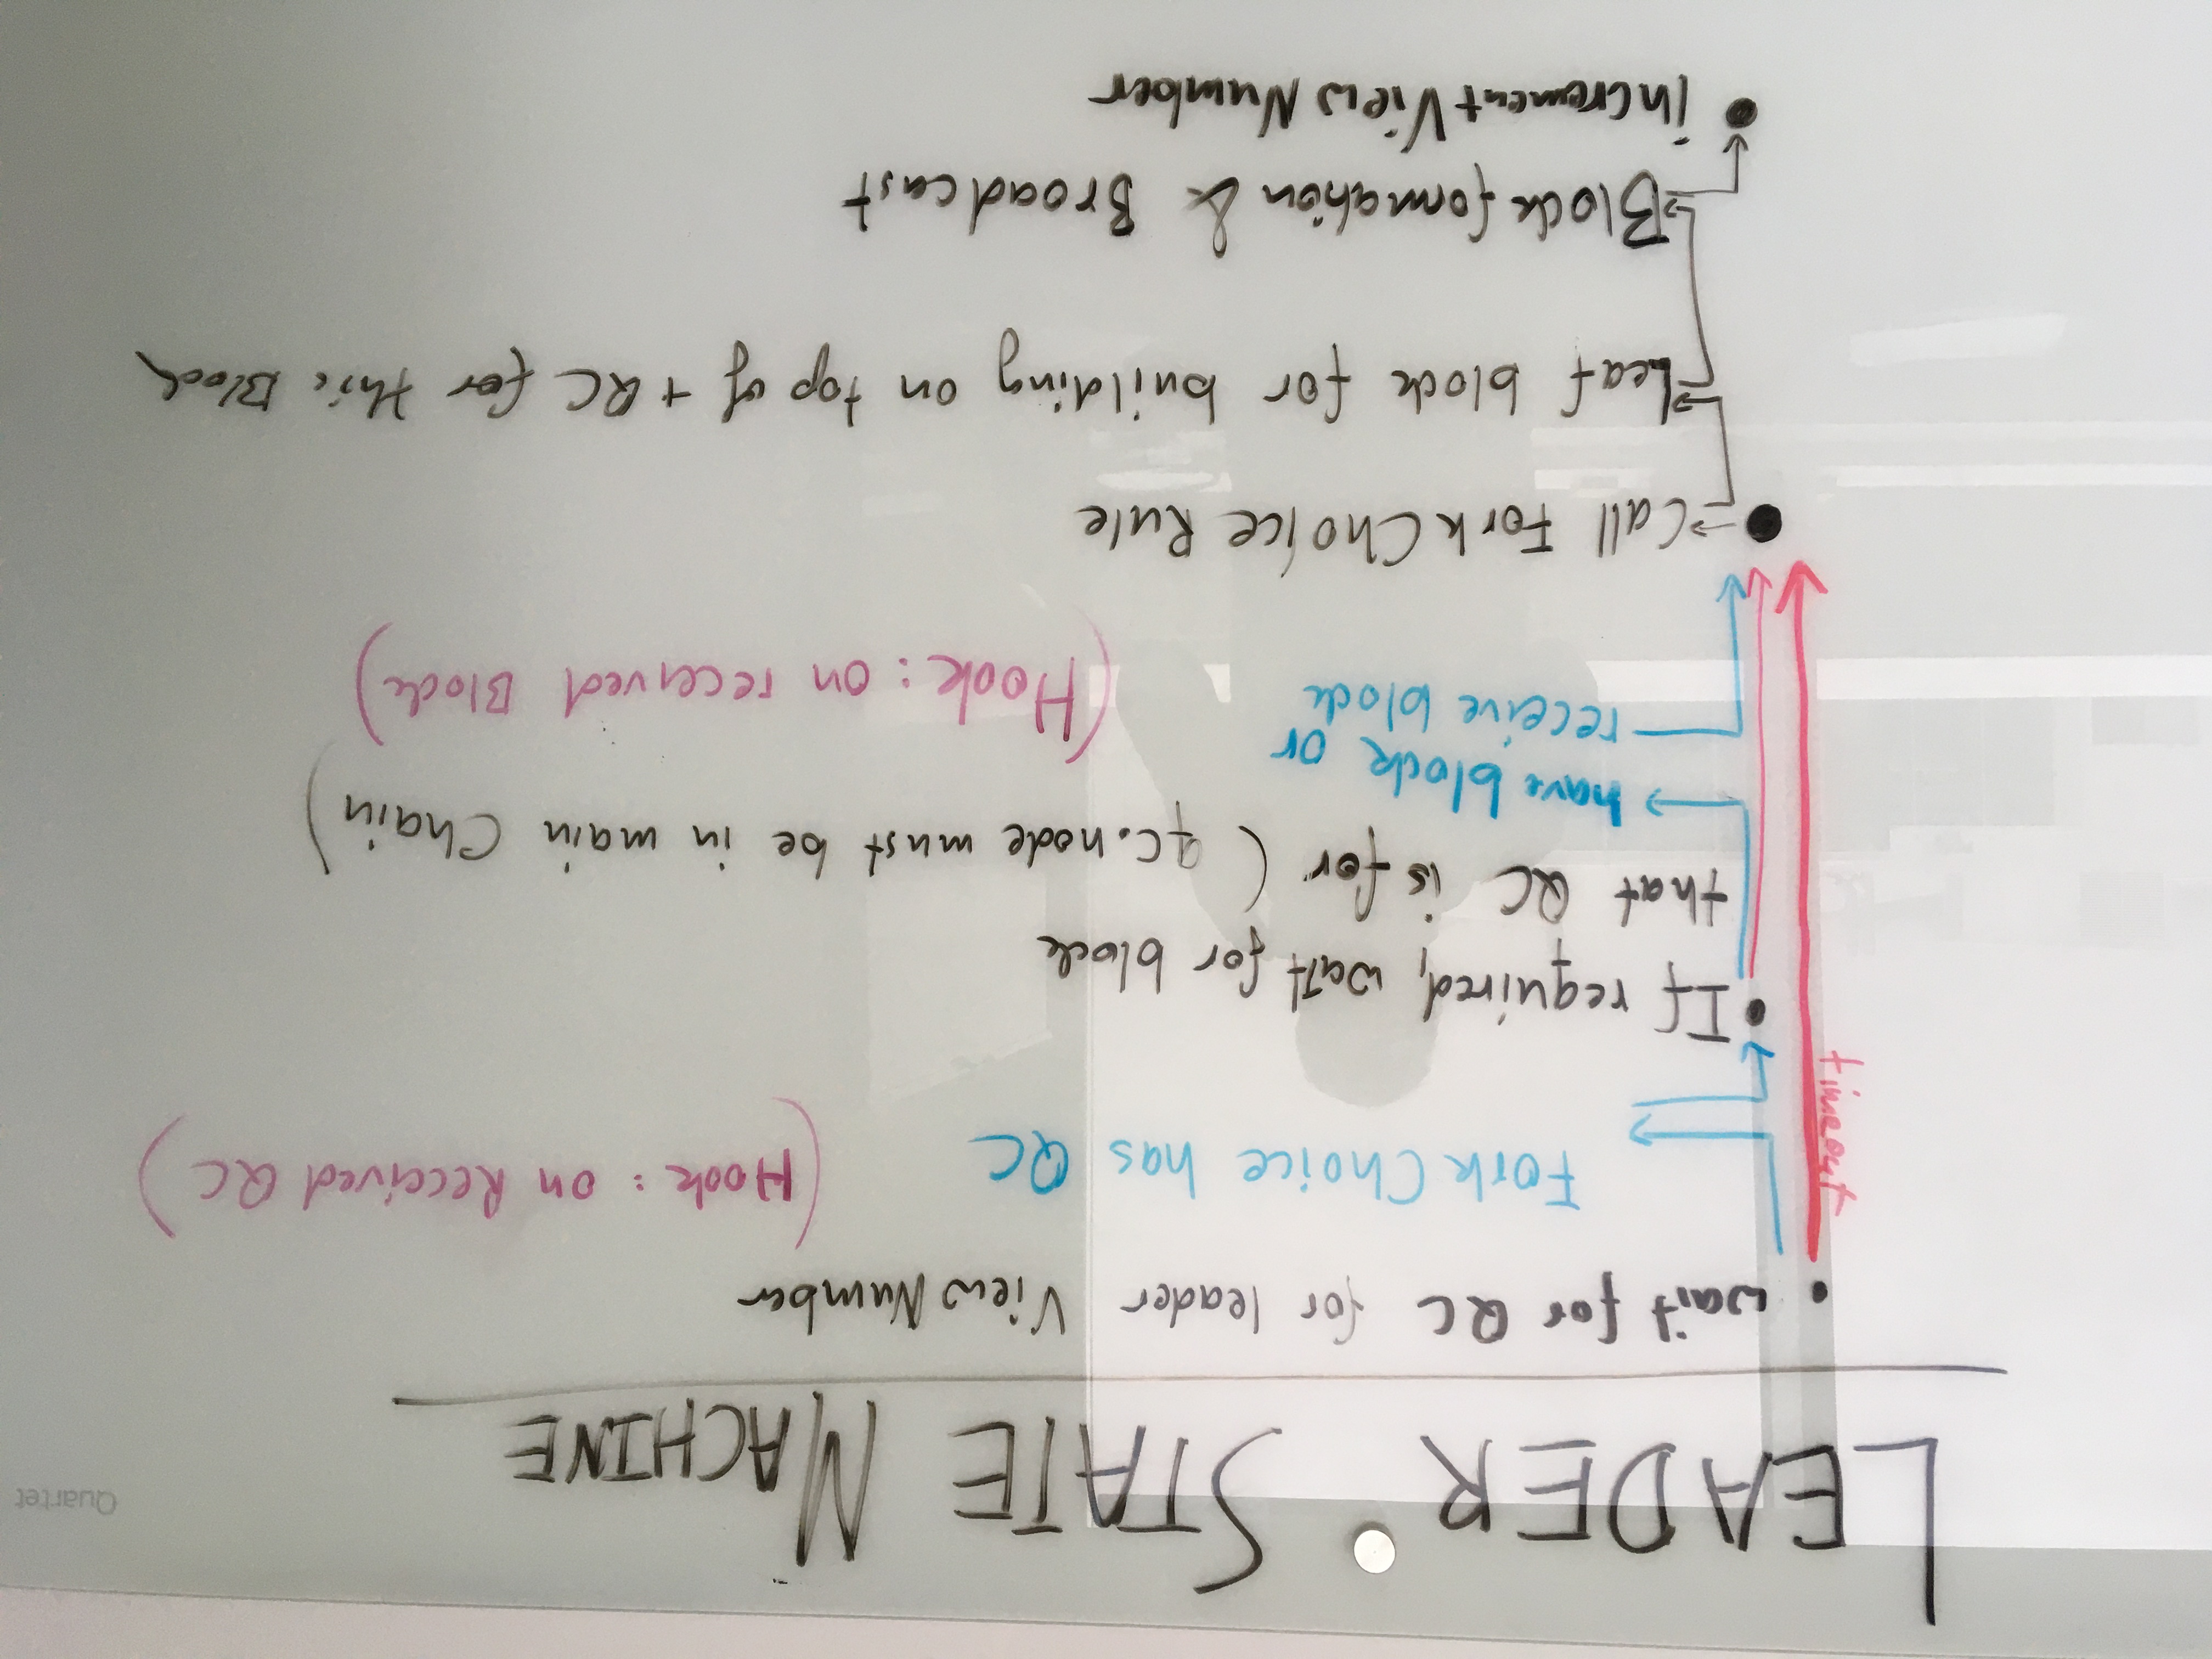 LEADER STATE MACHINE
Quartet
• wait for QC for leader View Number
timeout
Fork Choice has QC (Hook: on Received QC)
• If required, wait for block
that QC is for (qc.node must be in main Chain)
have block or
receive block
(Hook: on received Block)
• → Call Fork Choice Rule
Leaf block for building on top of + QC for this Block
Block formation & Broadcast
• increment View Number